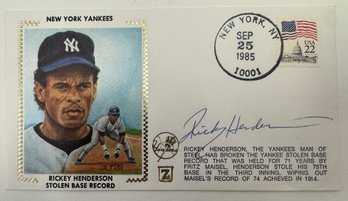 NEW YORK YANKEES
NEW YORK, NY
SEP
25
1985
10001
USA
22
Rickey Henderson
RICKEY HENDERSON
STOLEN BASE RECORD
Z
RICKEY HENDERSON, THE YANKEES MAN OF
STEEL, HAS BROKEN THE YANKEE STOLEN BASE
RECORD THAT WAS HELD FOR 71 YEARS BY
FRITZ MAISEL. HENDERSON STOLE HIS 75TH
BASE IN THE THIRD INNING, WIPING OUT
MAISEL'S RECORD OF 74 ACHIEVED IN 1914.